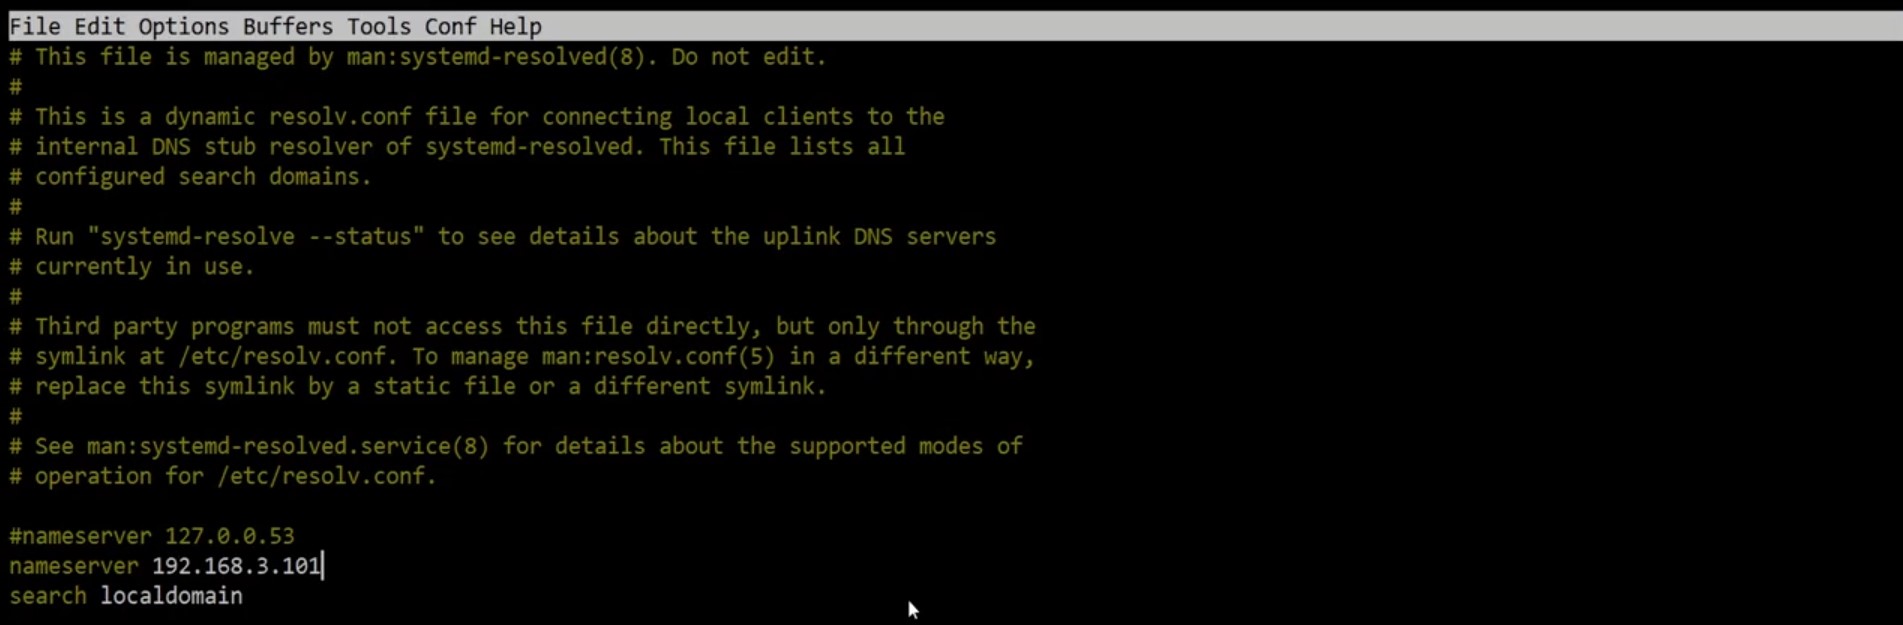 File Edit Options Buffers Tools Conf Help
# This file is managed by man:systemd-resolved(8). Do not edit.
#
# This is a dynamic resolv.conf file for connecting local clients to the
# internal DNS stub resolver of systemd-resolved. This file lists all
# configured search domains.
#
# Run "systemd-resolve --status" to see details about the uplink DNS servers
# currently in use.
#
# Third party programs must not access this file directly, but only through the
# symlink at /etc/resolv.conf. To manage man:resolv.conf(5) in a different way,
# replace this symlink by a static file or a different symlink.
#
# See man:systemd-resolved.service(8) for details about the supported modes of
# operation for /etc/resolv.conf.
#nameserver 127.0.0.53
nameserver 192.168.3.101
search localdomain